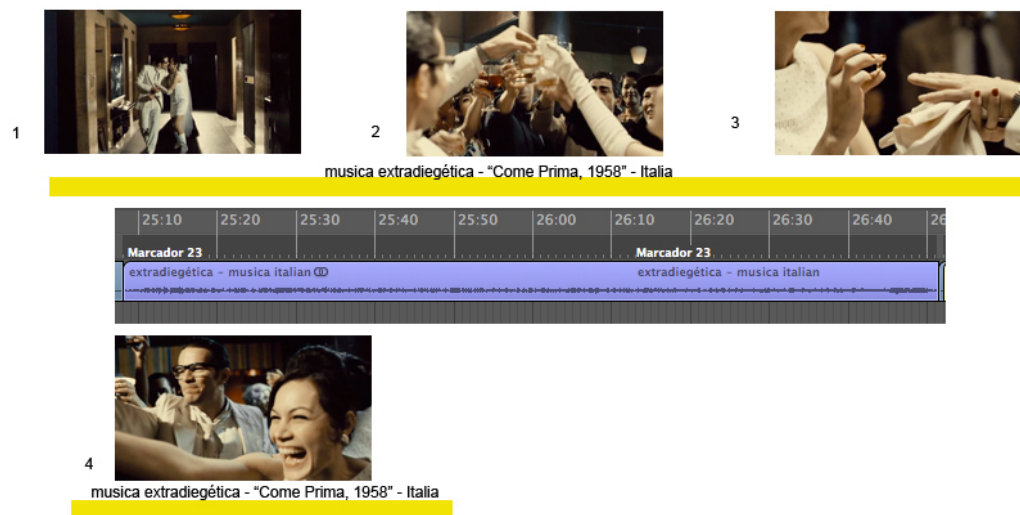 1
2
3
musica extradiegética - “Come Prima, 1958” - Italia
25:10 25:20 25:30 25:40 25:50 26:00 26:10 26:20 26:30 26:40 26
Marcador 23 Marcador 23
extradiegética - musica italian extradiegética - musica italian
4
musica extradiegética - “Come Prima, 1958” - Italia